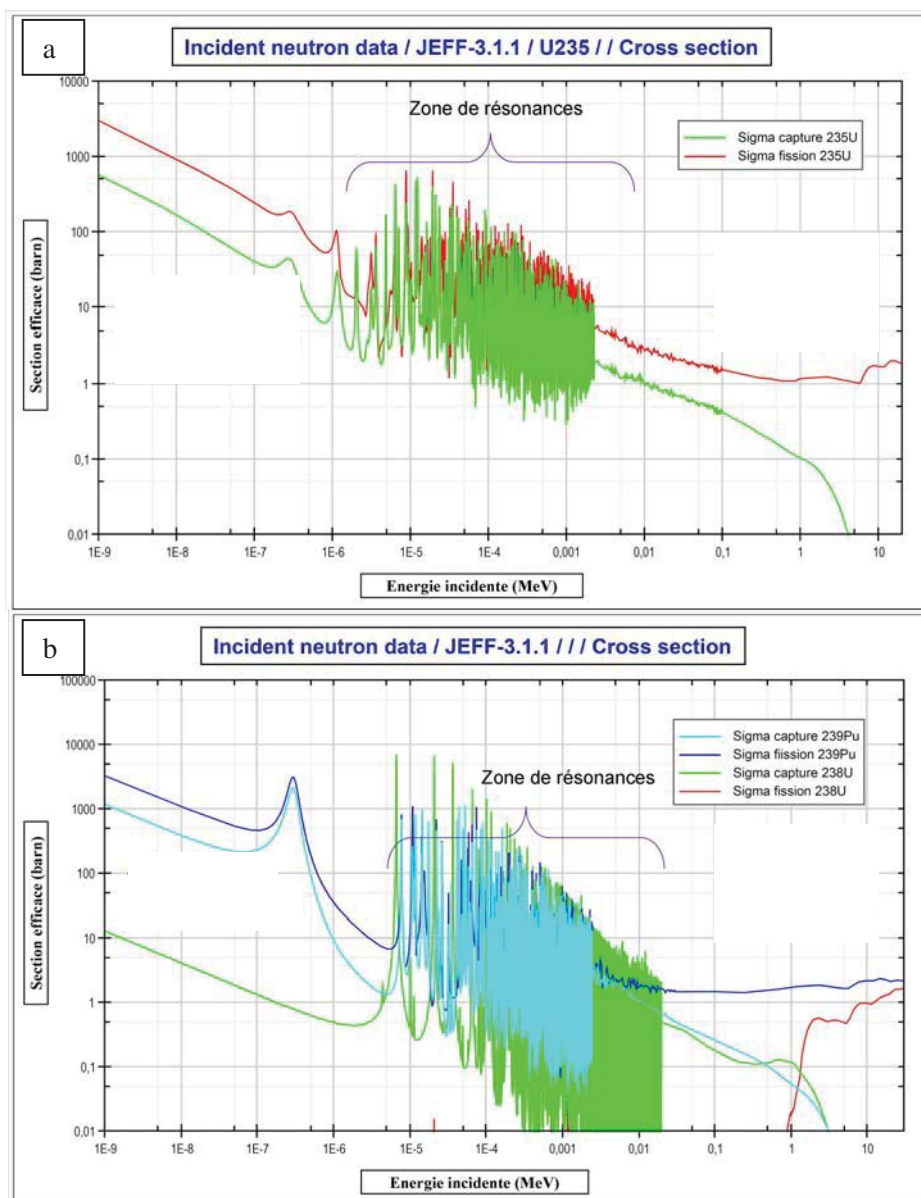 a
Incident neutron data / JEFF-3.1.1 / U235 / / Cross section
Zone de résonances
Sigma capture 235U
Sigma fission 235U
Section efficace (barn)
10000
1000
100
10
1
0,1
0,01
1E-9 1E-8 1E-7 1E-6 1E-5 1E-4 0,001 0,01 0,1 1 10
Energie incidente (MeV)
b
Incident neutron data / JEFF-3.1.1 / / / Cross section
Zone de résonances
Sigma capture 239Pu
Sigma fiission 239Pu
Sigma capture 238U
Sigma fission 238U
Section efficace (barn)
100000
10000
1000
100
10
1
0,1
0,01
1E-9 1E-8 1E-7 1E-6 1E-5 1E-4 0,001 0,01 0,1 1 10
Energie incidente (MeV)